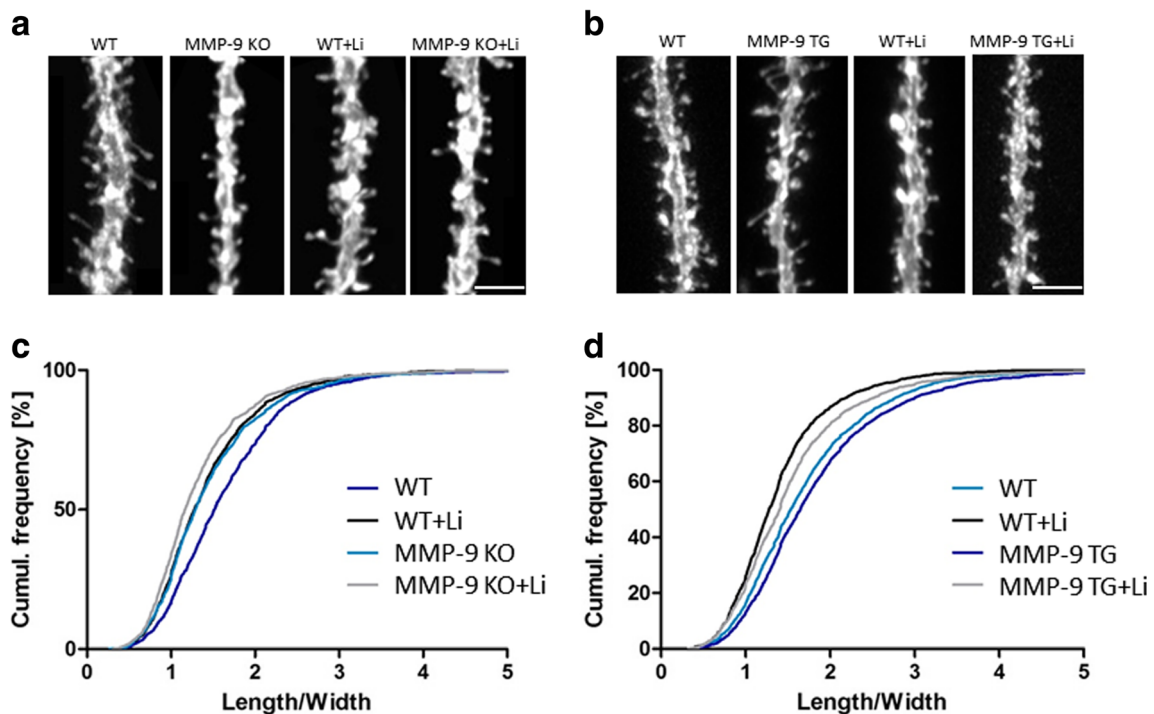 a
WT MMP-9 KO WT+Li MMP-9 KO+Li
b
WT MMP-9 TG WT+Li MMP-9 TG+Li
c
100
50
0
Cumul. frequency [%]
WT
WT+Li
MMP-9 KO
MMP-9 KO+Li
0 1 2 3 4 5
Length/Width
d
100
80
60
40
20
0
Cumul. frequency [%]
WT
WT+Li
MMP-9 TG
MMP-9 TG+Li
0 1 2 3 4 5
Length/Width